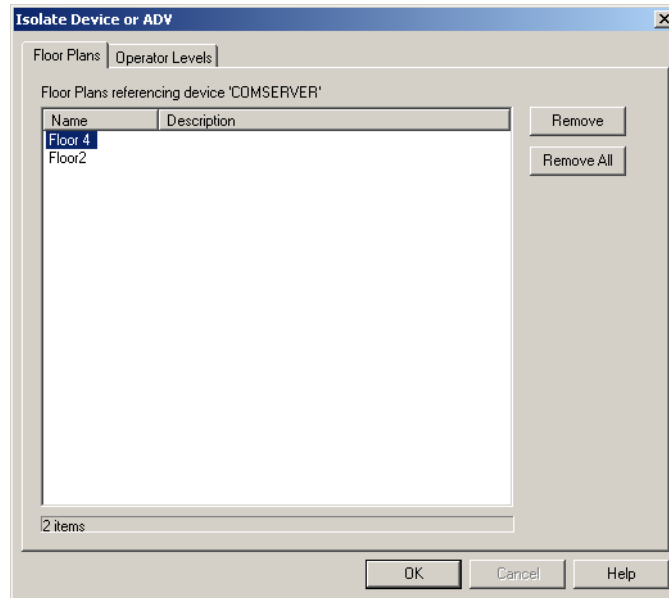 Isolate Device or ADV
Floor Plans Operator Levels
Floor Plans referencing device 'COMSERVER'
Name Description
Floor 4
Floor2
Remove
Remove All
2 items
OK Cancel Help